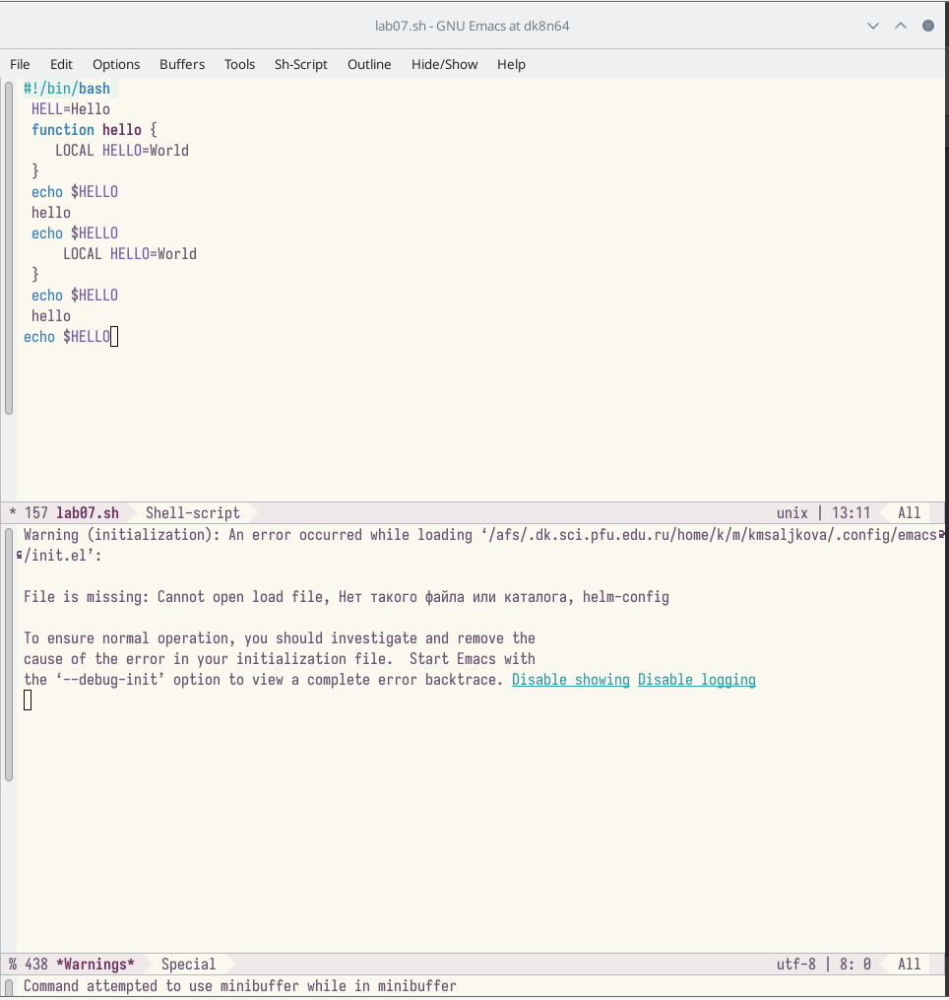 lab07.sh - GNU Emacs at dk8n64
File Edit Options Buffers Tools Sh-Script Outline Hide/Show Help
#!/bin/bash
 HELL=Hello
 function hello {
    LOCAL HELLO=World
 }
 echo $HELLO
 hello
 echo $HELLO
     LOCAL HELLO=World
 }
 echo $HELLO
 hello
echo $HELLO
* 157 lab07.sh Shell-script unix | 13:11 All
Warning (initialization): An error occurred while loading ‘/afs/.dk.sci.pfu.edu.ru/home/k/m/kmsaljkova/.config/emacs
/init.el’:
File is missing: Cannot open load file, Нет такого файла или каталога, helm-config
To ensure normal operation, you should investigate and remove the
cause of the error in your initialization file.  Start Emacs with
the ‘--debug-init’ option to view a complete error backtrace. Disable showing Disable logging
% 438 *Warnings* Special utf-8 | 8: 0 All
Command attempted to use minibuffer while in minibuffer